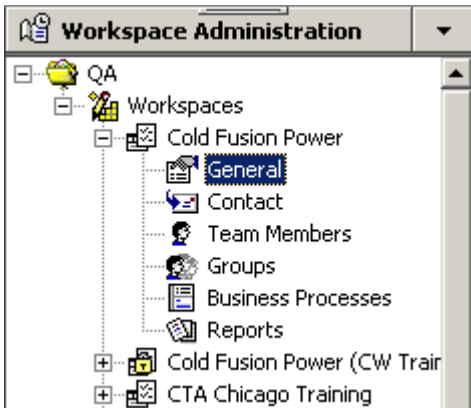 Workspace Administration
QA
Workspaces
Cold Fusion Power
General
Contact
Team Members
Groups
Business Processes
Reports
Cold Fusion Power (CW Train
CTA Chicago Training